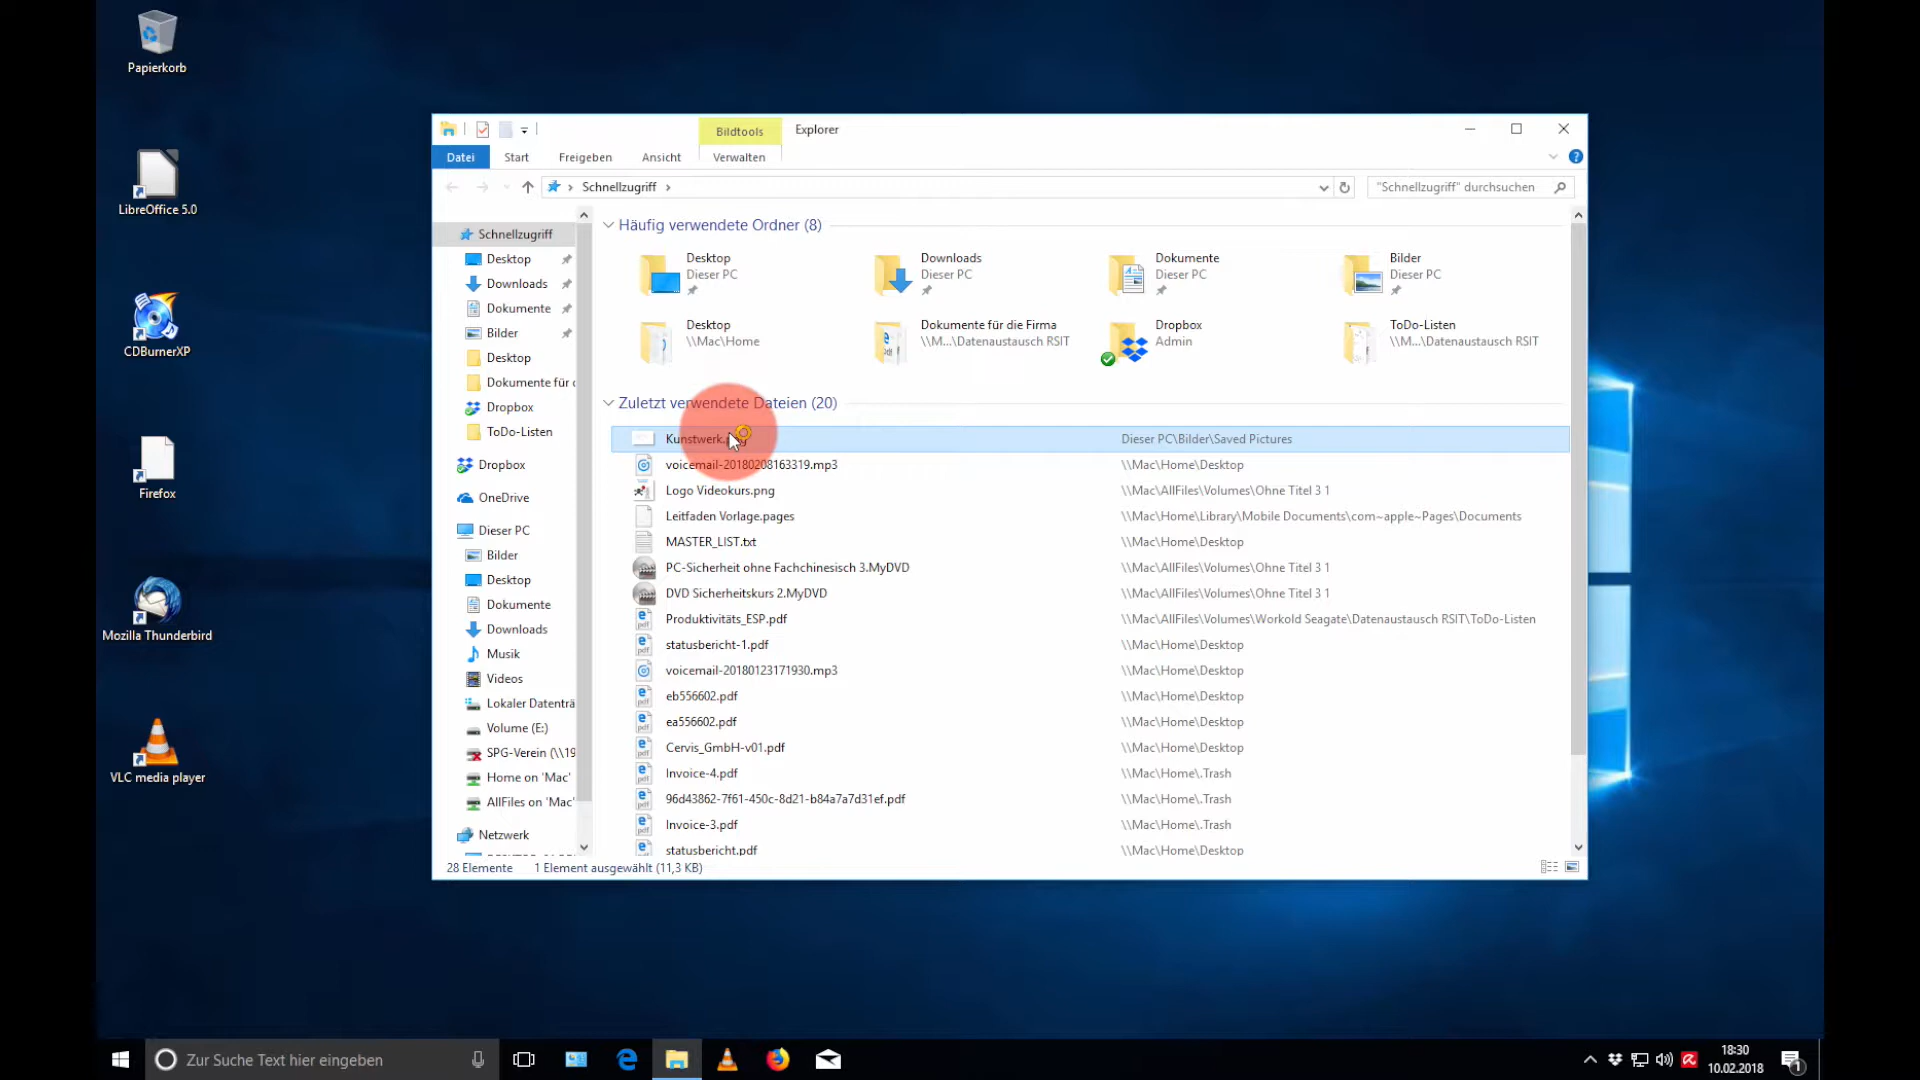 Papierkorb
LibreOffice 5.0
CDBurnerXP
Firefox
Mozilla Thunderbird
VLC media player
Bildtools
Explorer
Datei
Start
Freigeben
Ansicht
Verwalten
Schnellzugriff
"Schnellzugriff" durchsuchen
Schnellzugriff
Desktop
Downloads
Dokumente
Bilder
Desktop
Dokumente für
Dropbox
ToDo-Listen
Dropbox
OneDrive
Dieser PC
Bilder
Desktop
Dokumente
Downloads
Musik
Videos
Lokaler Datenträ
Volume (E:)
SPG-Verein (\\19
Home on 'Mac'
AllFiles on 'Mac'
Netzwerk
Häufig verwendete Ordner (8)
Desktop
Dieser PC
Downloads
Dieser PC
Dokumente
Dieser PC
Bilder
Dieser PC
Desktop
\\Mac\Home
Dokumente für die Firma
\\M...\Datenaustausch RSIT
Dropbox
Admin
ToDo-Listen
\\M...\Datenaustausch RSIT
Zuletzt verwendete Dateien (20)
Kunstwerk. Dieser PC\Bilder\Saved Pictures
voicemail-20180208163319.mp3 \\Mac\Home\Desktop
Logo Videokurs.png \\Mac\AllFiles\Volumes\Ohne Titel 3 1
Leitfaden Vorlage.pages \\Mac\Home\Library\Mobile Documents\com~apple~Pages\Documents
MASTER_LIST.txt \\Mac\Home\Desktop
PC-Sicherheit ohne Fachchinesisch 3.MyDVD \\Mac\AllFiles\Volumes\Ohne Titel 3 1
DVD Sicherheitskurs 2.MyDVD \\Mac\AllFiles\Volumes\Ohne Titel 3 1
Produktivitäts_ESP.pdf \\Mac\AllFiles\Volumes\Workold Seagate\Datenaustausch RSIT\ToDo-Listen
statusbericht-1.pdf \\Mac\Home\Desktop
voicemail-20180123171930.mp3 \\Mac\Home\Desktop
eb556602.pdf \\Mac\Home\Desktop
ea556602.pdf \\Mac\Home\Desktop
Cervis_GmbH-v01.pdf \\Mac\Home\Desktop
Invoice-4.pdf \\Mac\Home\.Trash
96d43862-7f61-450c-8d21-b84a7a7d31ef.pdf \\Mac\Home\.Trash
Invoice-3.pdf \\Mac\Home\.Trash
statusbericht.pdf \\Mac\Home\Desktop
28 Elemente
1 Element ausgewählt (11,3 KB)
Zur Suche Text hier eingeben
18:30
10.02.2018
1